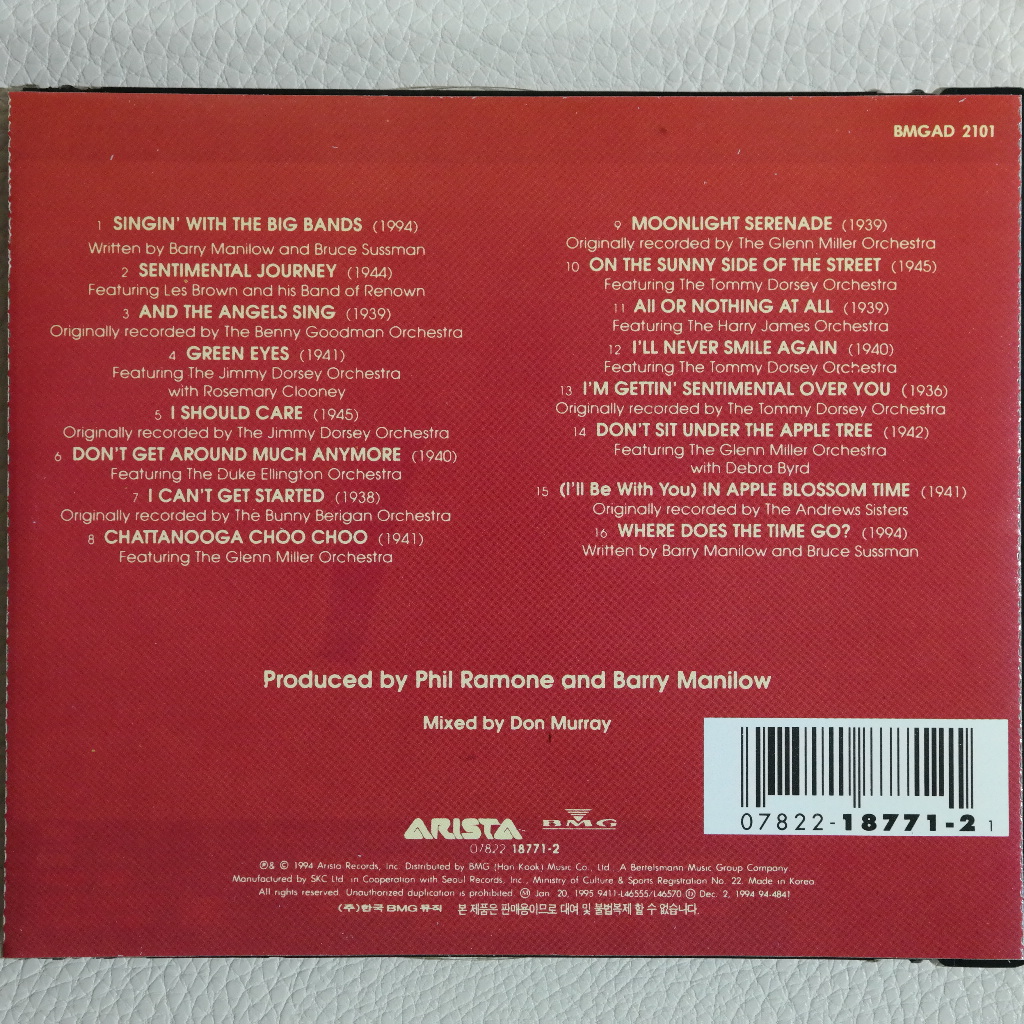 BMGAD 2101
1 SINGIN' WITH THE BIG BANDS (1994)
Written by Barry Manilow and Bruce Sussman
2 SENTIMENTAL JOURNEY (1944)
Featuring Les Brown and his Band of Renown
3 AND THE ANGELS SING (1939)
Originally recorded by The Benny Goodman Orchestra
4 GREEN EYES (1941)
Featuring The Jimmy Dorsey Orchestra
with Rosemary Clooney
5 I SHOULD CARE (1945)
Originally recorded by The Jimmy Dorsey Orchestra
6 DON'T GET AROUND MUCH ANYMORE (1940)
Featuring The Duke Ellington Orchestra
7 I CAN'T GET STARTED (1938)
Originally recorded by The Bunny Berigan Orchestra
8 CHATTANOOGA CHOO CHOO (1941)
Featuring The Glenn Miller Orchestra
9 MOONLIGHT SERENADE (1939)
Originally recorded by The Glenn Miller Orchestra
10 ON THE SUNNY SIDE OF THE STREET (1945)
Featuring The Tommy Dorsey Orchestra
11 All OR NOTHING AT ALL (1939)
Featuring The Harry James Orchestra
12 I'LL NEVER SMILE AGAIN (1940)
Featuring The Tommy Dorsey Orchestra
13 I'M GETTIN' SENTIMENTAL OVER YOU (1936)
Originally recorded by The Tommy Dorsey Orchestra
14 DON'T SIT UNDER THE APPLE TREE (1942)
Featuring The Glenn Miller Orchestra
with Debra Byrd
15 (I'll Be With You) IN APPLE BLOSSOM TIME (1941)
Originally recorded by The Andrews Sisters
16 WHERE DOES THE TIME GO? (1994)
Written by Barry Manilow and Bruce Sussman
Produced by Phil Ramone and Barry Manilow
Mixed by Don Murray
07822-18771-2 1
ARISTA BMG
07822 18771-2
℗& © 1994 Arista Records, Inc. Distributed by BMG (Han Kook) Music Co., Ltd., A Bertelsmann Music Group Company
Manufactured by SKC Ltd. in Cooperation with Seoul Records. Inc., Ministry of Culture & Sports Registration No. 22. Made in Korea.
All rights reserved. Unauthorized duplication is prohibited. Ⓜ Jan. 20, 1995 9411-L46555/L46570 Ⓓ Dec. 2, 1994 94-4841
(주)한국 BMG 뮤직 본 제품은 판매용이므로 대여 및 불법복제 할 수 없습니다.